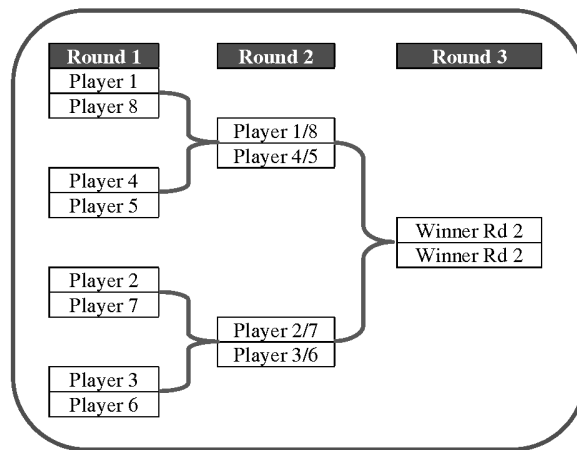 Round 1
Player 1
Player 8
Player 4
Player 5
Player 2
Player 7
Player 3
Player 6
Round 2
Player 1/8
Player 4/5
Player 2/7
Player 3/6
Round 3
Winner Rd 2
Winner Rd 2